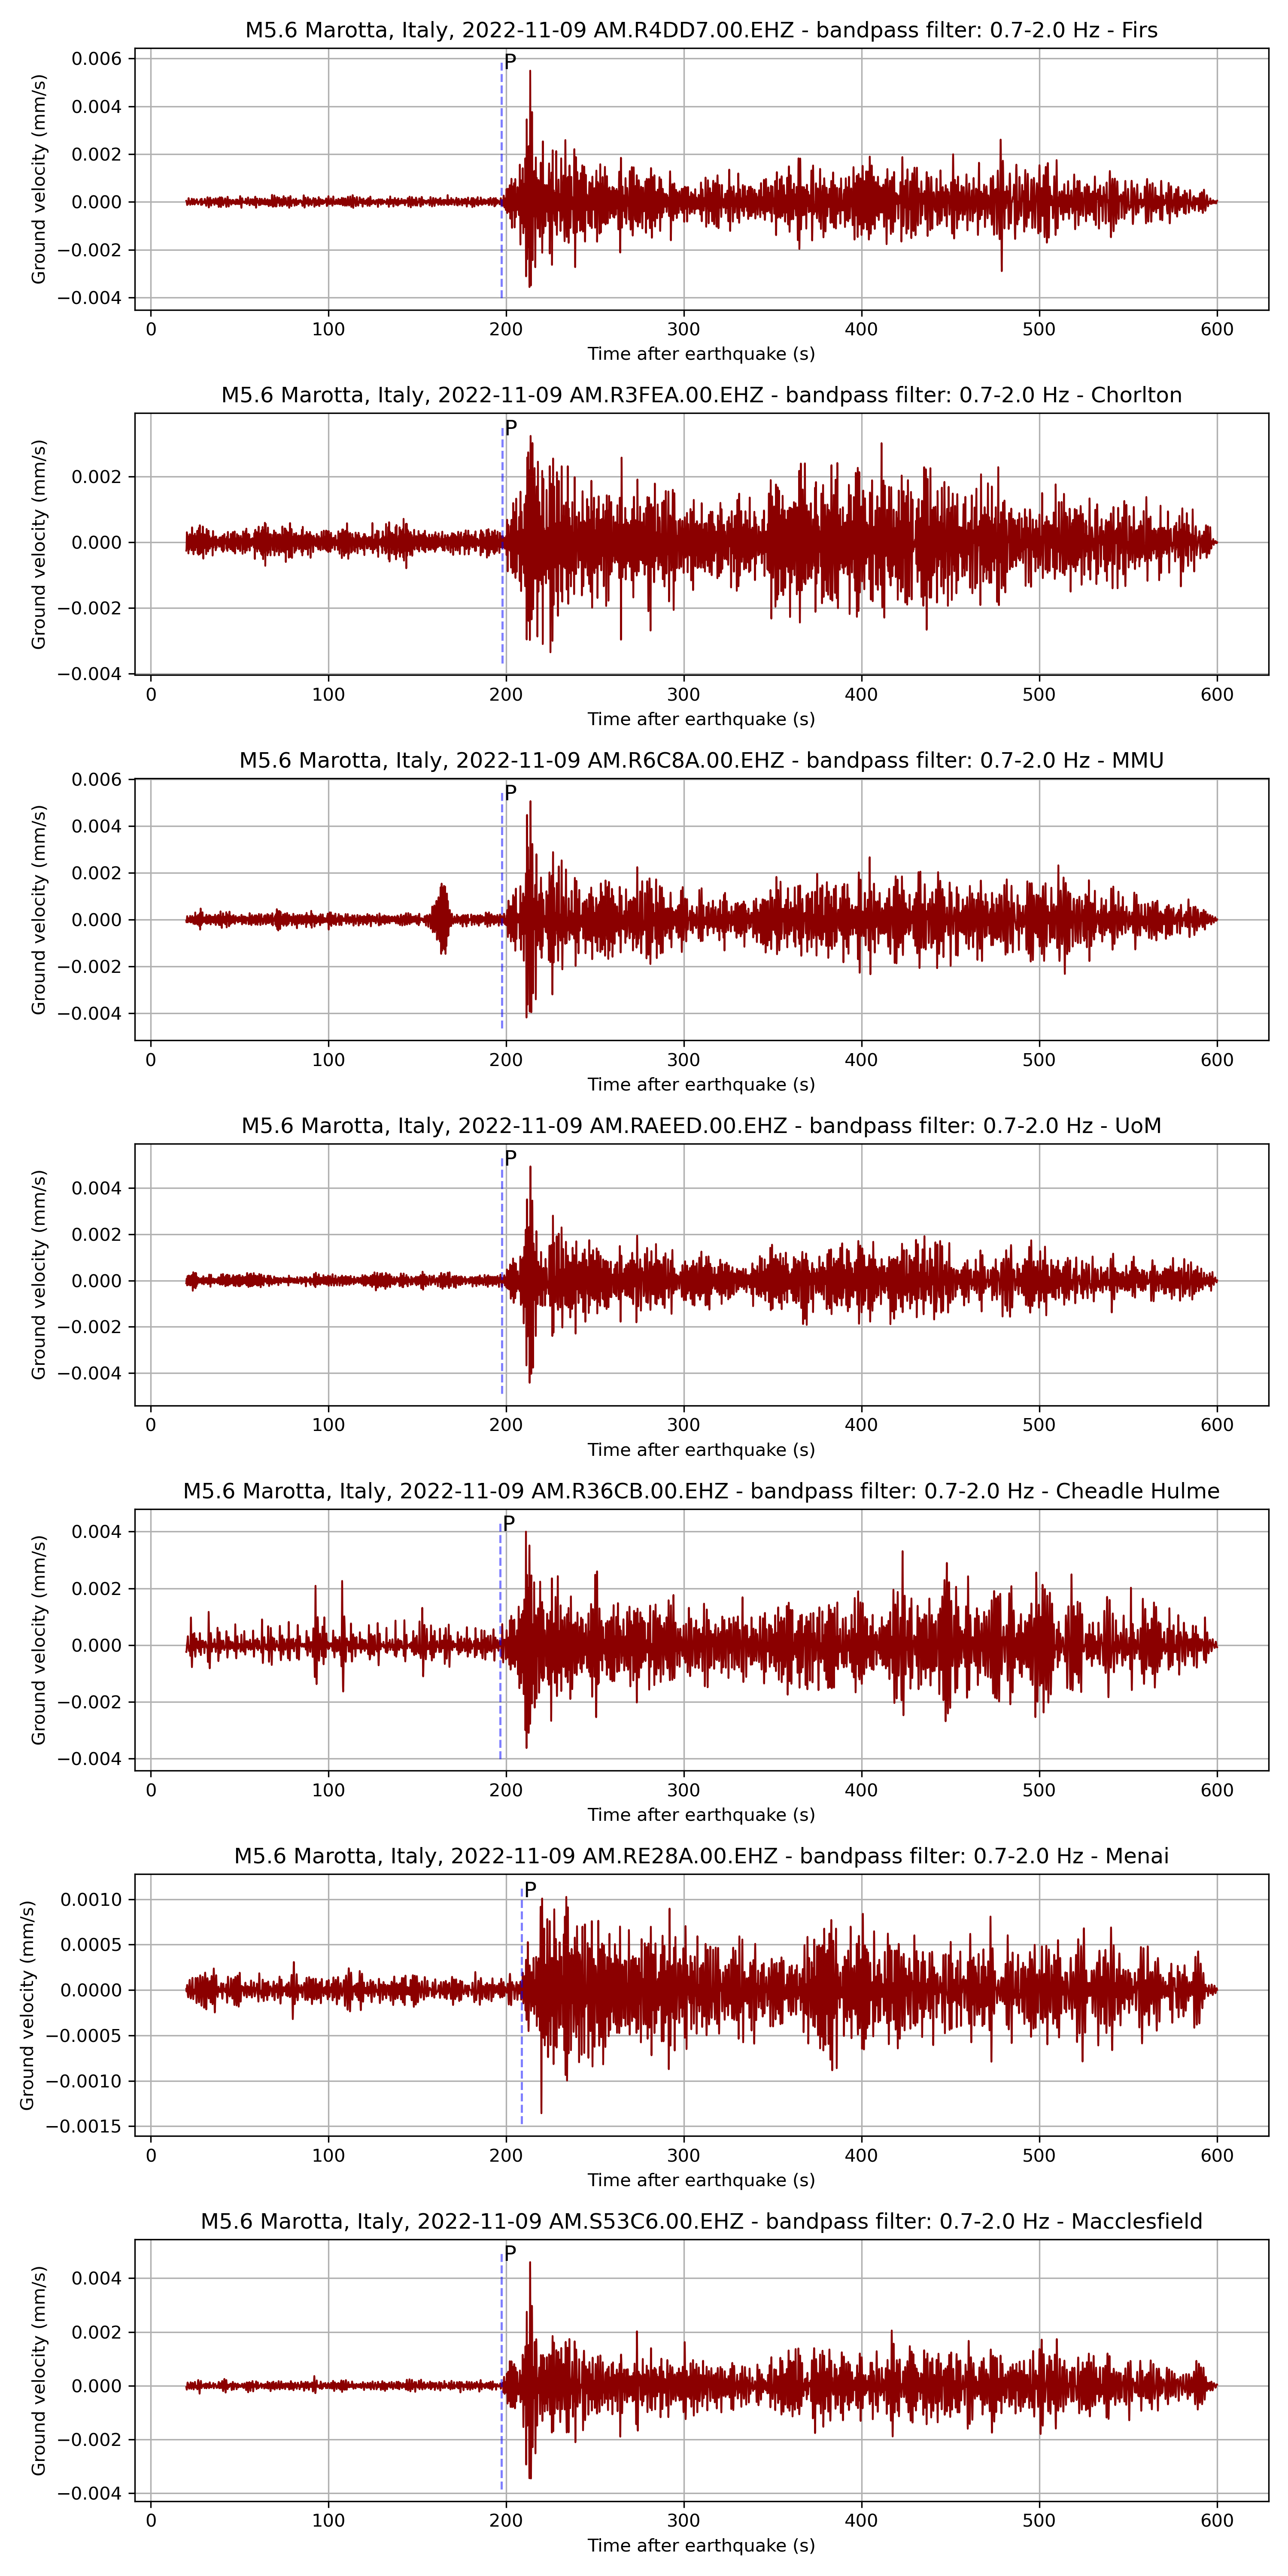 M5.6 Marotta, Italy, 2022-11-09 AM.R4DD7.00.EHZ - bandpass filter: 0.7-2.0 Hz - Firs
P
0.006
0.004
0.002
0.000
−0.002
−0.004
Ground velocity (mm/s)
0 100 200 300 400 500 600
Time after earthquake (s)
M5.6 Marotta, Italy, 2022-11-09 AM.R3FEA.00.EHZ - bandpass filter: 0.7-2.0 Hz - Chorlton
P
0.002
0.000
−0.002
−0.004
Ground velocity (mm/s)
0 100 200 300 400 500 600
Time after earthquake (s)
M5.6 Marotta, Italy, 2022-11-09 AM.R6C8A.00.EHZ - bandpass filter: 0.7-2.0 Hz - MMU
P
0.006
0.004
0.002
0.000
−0.002
−0.004
Ground velocity (mm/s)
0 100 200 300 400 500 600
Time after earthquake (s)
M5.6 Marotta, Italy, 2022-11-09 AM.RAEED.00.EHZ - bandpass filter: 0.7-2.0 Hz - UoM
P
0.004
0.002
0.000
−0.002
−0.004
Ground velocity (mm/s)
0 100 200 300 400 500 600
Time after earthquake (s)
M5.6 Marotta, Italy, 2022-11-09 AM.R36CB.00.EHZ - bandpass filter: 0.7-2.0 Hz - Cheadle Hulme
P
0.004
0.002
0.000
−0.002
−0.004
Ground velocity (mm/s)
0 100 200 300 400 500 600
Time after earthquake (s)
M5.6 Marotta, Italy, 2022-11-09 AM.RE28A.00.EHZ - bandpass filter: 0.7-2.0 Hz - Menai
P
0.0010
0.0005
0.0000
−0.0005
−0.0010
−0.0015
Ground velocity (mm/s)
0 100 200 300 400 500 600
Time after earthquake (s)
M5.6 Marotta, Italy, 2022-11-09 AM.S53C6.00.EHZ - bandpass filter: 0.7-2.0 Hz - Macclesfield
P
0.004
0.002
0.000
−0.002
−0.004
Ground velocity (mm/s)
0 100 200 300 400 500 600
Time after earthquake (s)